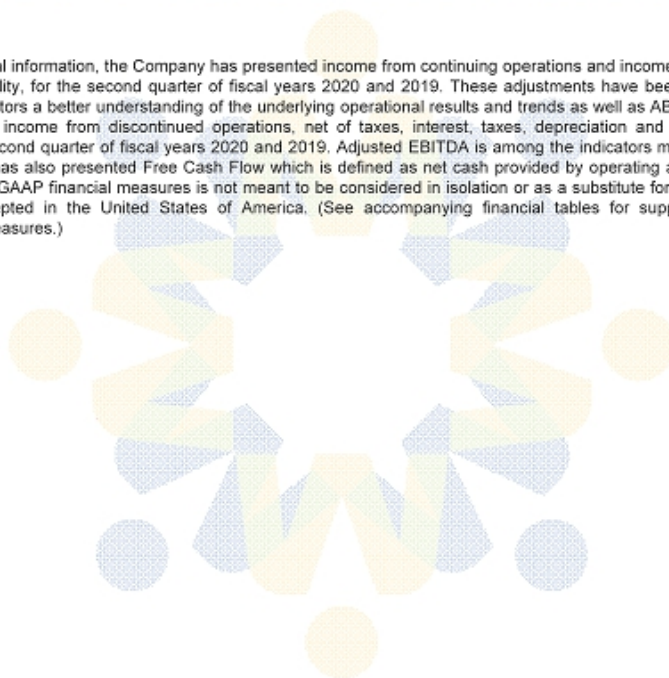 al information, the Company has presented income from continuing operations and income
lity, for the second quarter of fiscal years 2020 and 2019. These adjustments have bee
tors a better understanding of the underlying operational results and trends as well as AB
income from discontinued operations, net of taxes, interest, taxes, depreciation and
cond quarter of fiscal years 2020 and 2019. Adjusted EBITDA is among the indicators m
as also presented Free Cash Flow which is defined as net cash provided by operating a
GAAP financial measures is not meant to be considered in isolation or as a substitute for
pted in the United States of America. (See accompanying financial tables for supp
easures.)